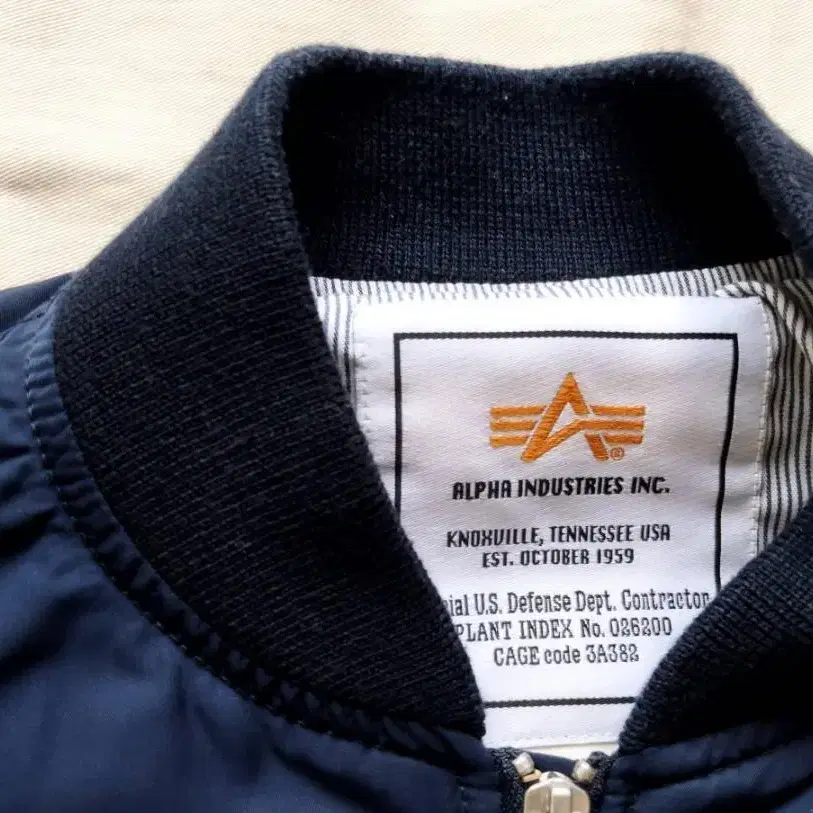 ALPHA INDUSTRIES INC.
KNOXVILLE, TENNESSEE USA
EST. OCTOBER 1959
U.S. Defense Dept. Contractor
PLANT INDEX No. 026200
CAGE code 3A382